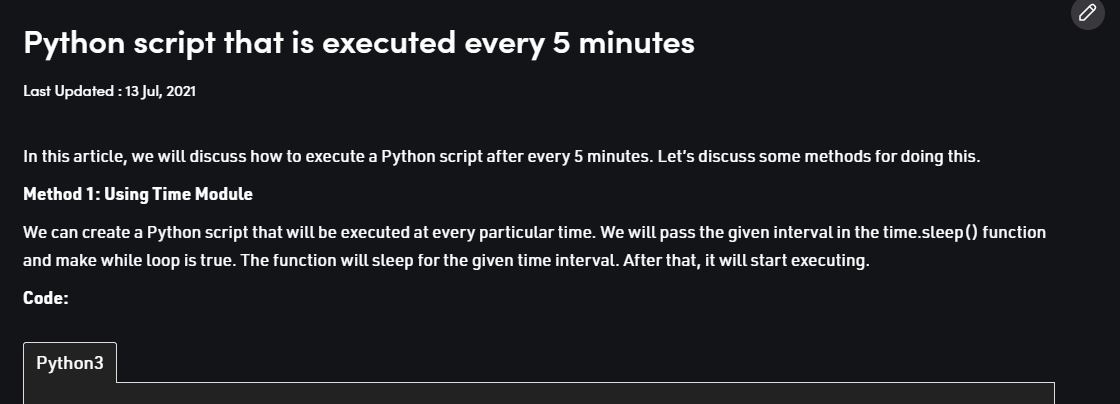 Python script that is executed every 5 minutes
Last Updated : 13 Jul, 2021
In this article, we will discuss how to execute a Python script after every 5 minutes. Let’s discuss some methods for doing this.
Method 1: Using Time Module
We can create a Python script that will be executed at every particular time. We will pass the given interval in the time.sleep() function
and make while loop is true. The function will sleep for the given time interval. After that, it will start executing.
Code:
Python3